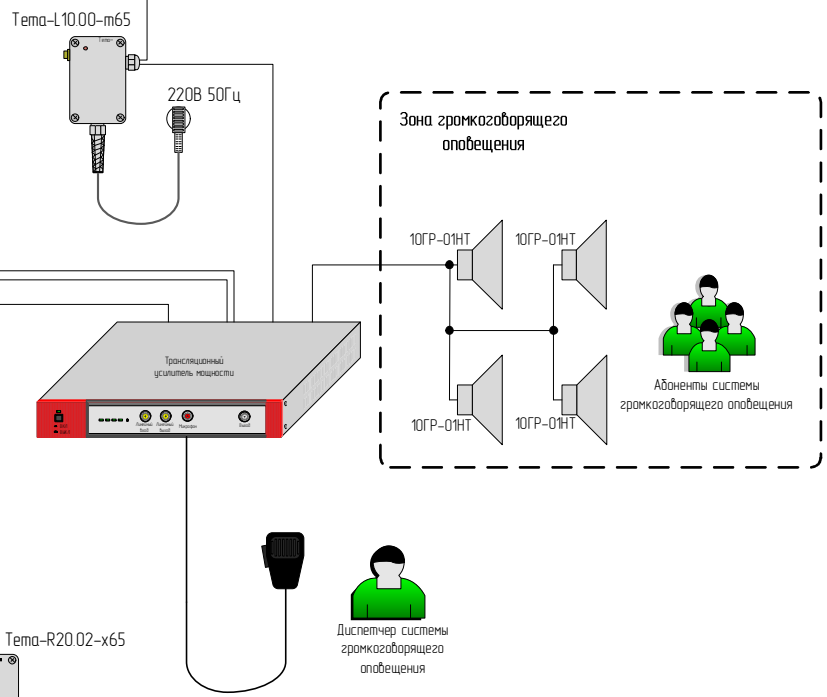 Tema-L10.00-m65
Tema-
220В 50Гц
Зона громкоговорящего
оповещения
10ГР-01НТ
10ГР-01НТ
10ГР-01НТ
10ГР-01НТ
Трансляционный
усилитель мощности
Микрофон
Выход
Абоненты системы
громкоговорящего оповещения
Диспетчер системы
громкоговорящего
оповещения
Tema-R20.02-x65